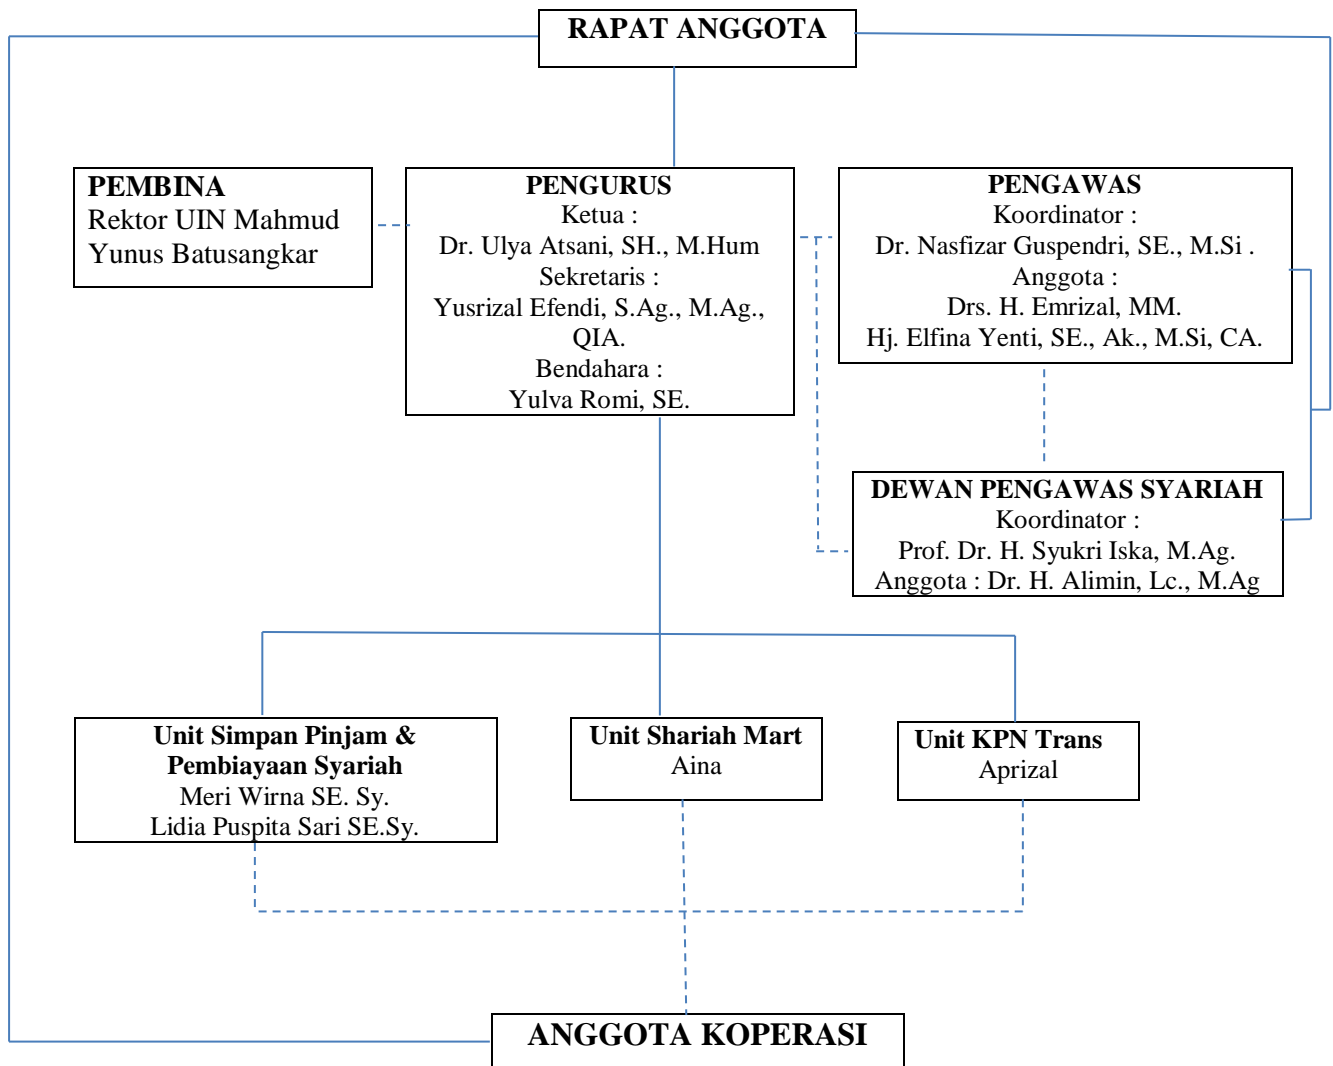 RAPAT ANGGOTA
PEMBINA
Rektor UIN Mahmud
Yunus Batusangkar
PENGURUS
Ketua :
Dr. Ulya Atsani, SH., M.Hum
Sekretaris :
Yusrizal Efendi, S.Ag., M.Ag.,
QIA.
Bendahara :
Yulva Romi, SE.
PENGAWAS
Koordinator :
Dr. Nasfizar Guspendri, SE., M.Si .
Anggota :
Drs. H. Emrizal, MM.
Hj. Elfina Yenti, SE., Ak., M.Si, CA.
DEWAN PENGAWAS SYARIAH
Koordinator :
Prof. Dr. H. Syukri Iska, M.Ag.
Anggota : Dr. H. Alimin, Lc., M.Ag
Unit Simpan Pinjam &
Pembiayaan Syariah
Meri Wirna SE. Sy.
Lidia Puspita Sari SE.Sy.
Unit Shariah Mart
Aina
Unit KPN Trans
Aprizal
ANGGOTA KOPERASI